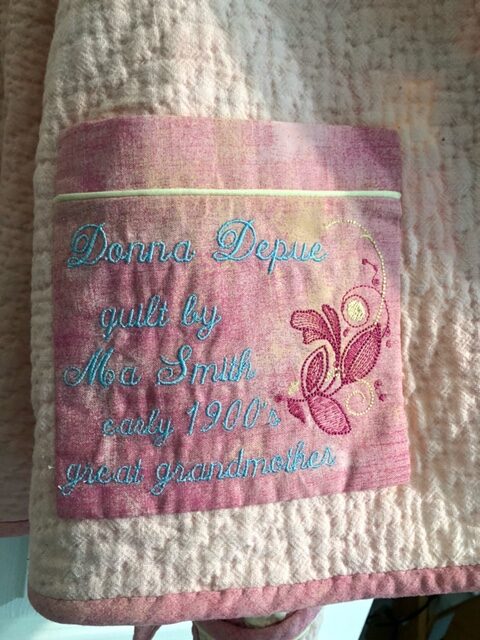 Donna Depue
quilt by
Ma Smith
early 1900's
great grandmother